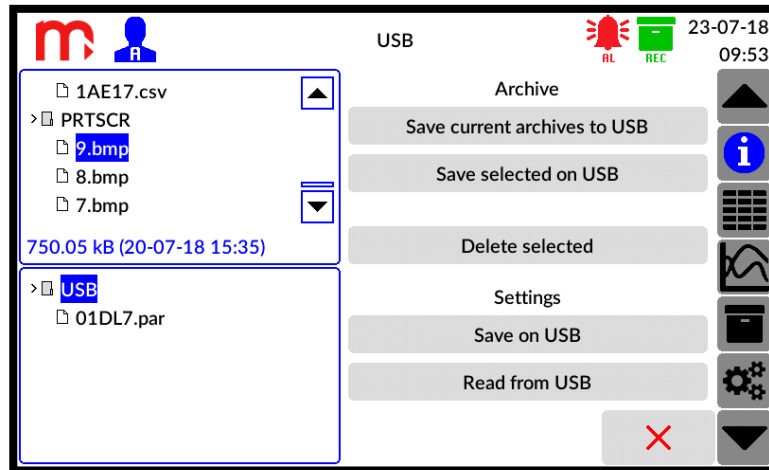 m
A
USB
AL
REC
23-07-18
09:53
1AE17.csv
PRTSCR
9.bmp
8.bmp
7.bmp
750.05 kB (20-07-18 15:35)
USB
01DL7.par
Archive
Save current archives to USB
Save selected on USB
Delete selected
Settings
Save on USB
Read from USB
i